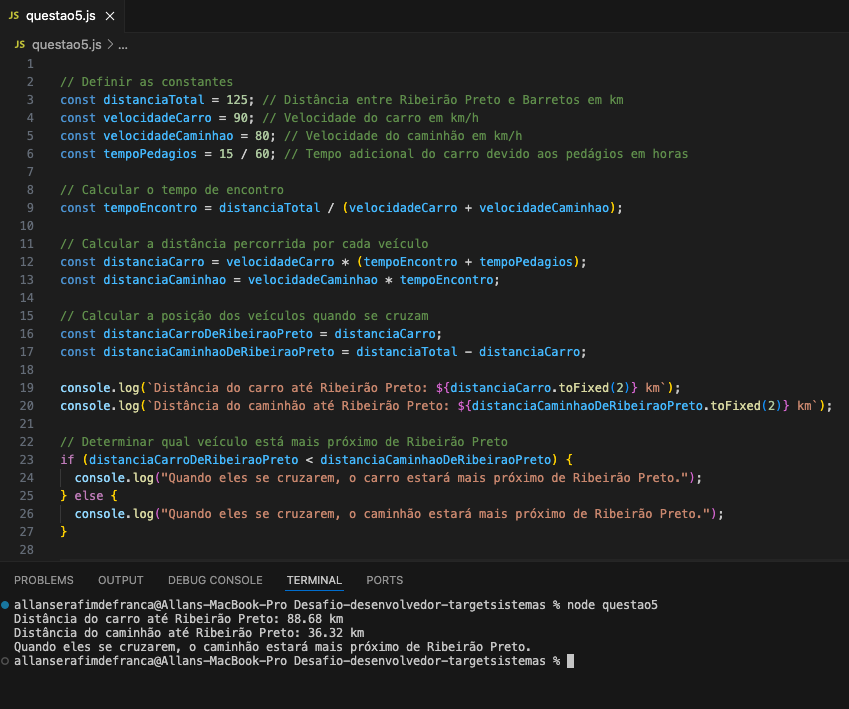 JS questao5.js ×
JS questao5.js > ...
1
2 // Definir as constantes
3 const distanciaTotal = 125; // Distância entre Ribeirão Preto e Barretos em km
4 const velocidadeCarro = 90; // Velocidade do carro em km/h
5 const velocidadeCaminhao = 80; // Velocidade do caminhão em km/h
6 const tempoPedagios = 15 / 60; // Tempo adicional do carro devido aos pedágios em horas
7
8 // Calcular o tempo de encontro
9 const tempoEncontro = distanciaTotal / (velocidadeCarro + velocidadeCaminhao);
10
11 // Calcular a distância percorrida por cada veículo
12 const distanciaCarro = velocidadeCarro * (tempoEncontro + tempoPedagios);
13 const distanciaCaminhao = velocidadeCaminhao * tempoEncontro;
14
15 // Calcular a posição dos veículos quando se cruzam
16 const distanciaCarroDeRibeiraoPreto = distanciaCarro;
17 const distanciaCaminhaoDeRibeiraoPreto = distanciaTotal - distanciaCarro;
18
19 console.log(`Distância do carro até Ribeirão Preto: ${distanciaCarro.toFixed(2)} km`);
20 console.log(`Distância do caminhão até Ribeirão Preto: ${distanciaCaminhaoDeRibeiraoPreto.toFixed(2)} km`);
21
22 // Determinar qual veículo está mais próximo de Ribeirão Preto
23 if (distanciaCarroDeRibeiraoPreto < distanciaCaminhaoDeRibeiraoPreto) {
24   console.log("Quando eles se cruzarem, o carro estará mais próximo de Ribeirão Preto.");
25 } else {
26   console.log("Quando eles se cruzarem, o caminhão estará mais próximo de Ribeirão Preto.");
27 }
28
PROBLEMS OUTPUT DEBUG CONSOLE TERMINAL PORTS
allanserafimdefranca@Allans-MacBook-Pro Desafio-desenvolvedor-targetsistemas % node questao5
Distância do carro até Ribeirão Preto: 88.68 km
Distância do caminhão até Ribeirão Preto: 36.32 km
Quando eles se cruzarem, o caminhão estará mais próximo de Ribeirão Preto.
allanserafimdefranca@Allans-MacBook-Pro Desafio-desenvolvedor-targetsistemas %